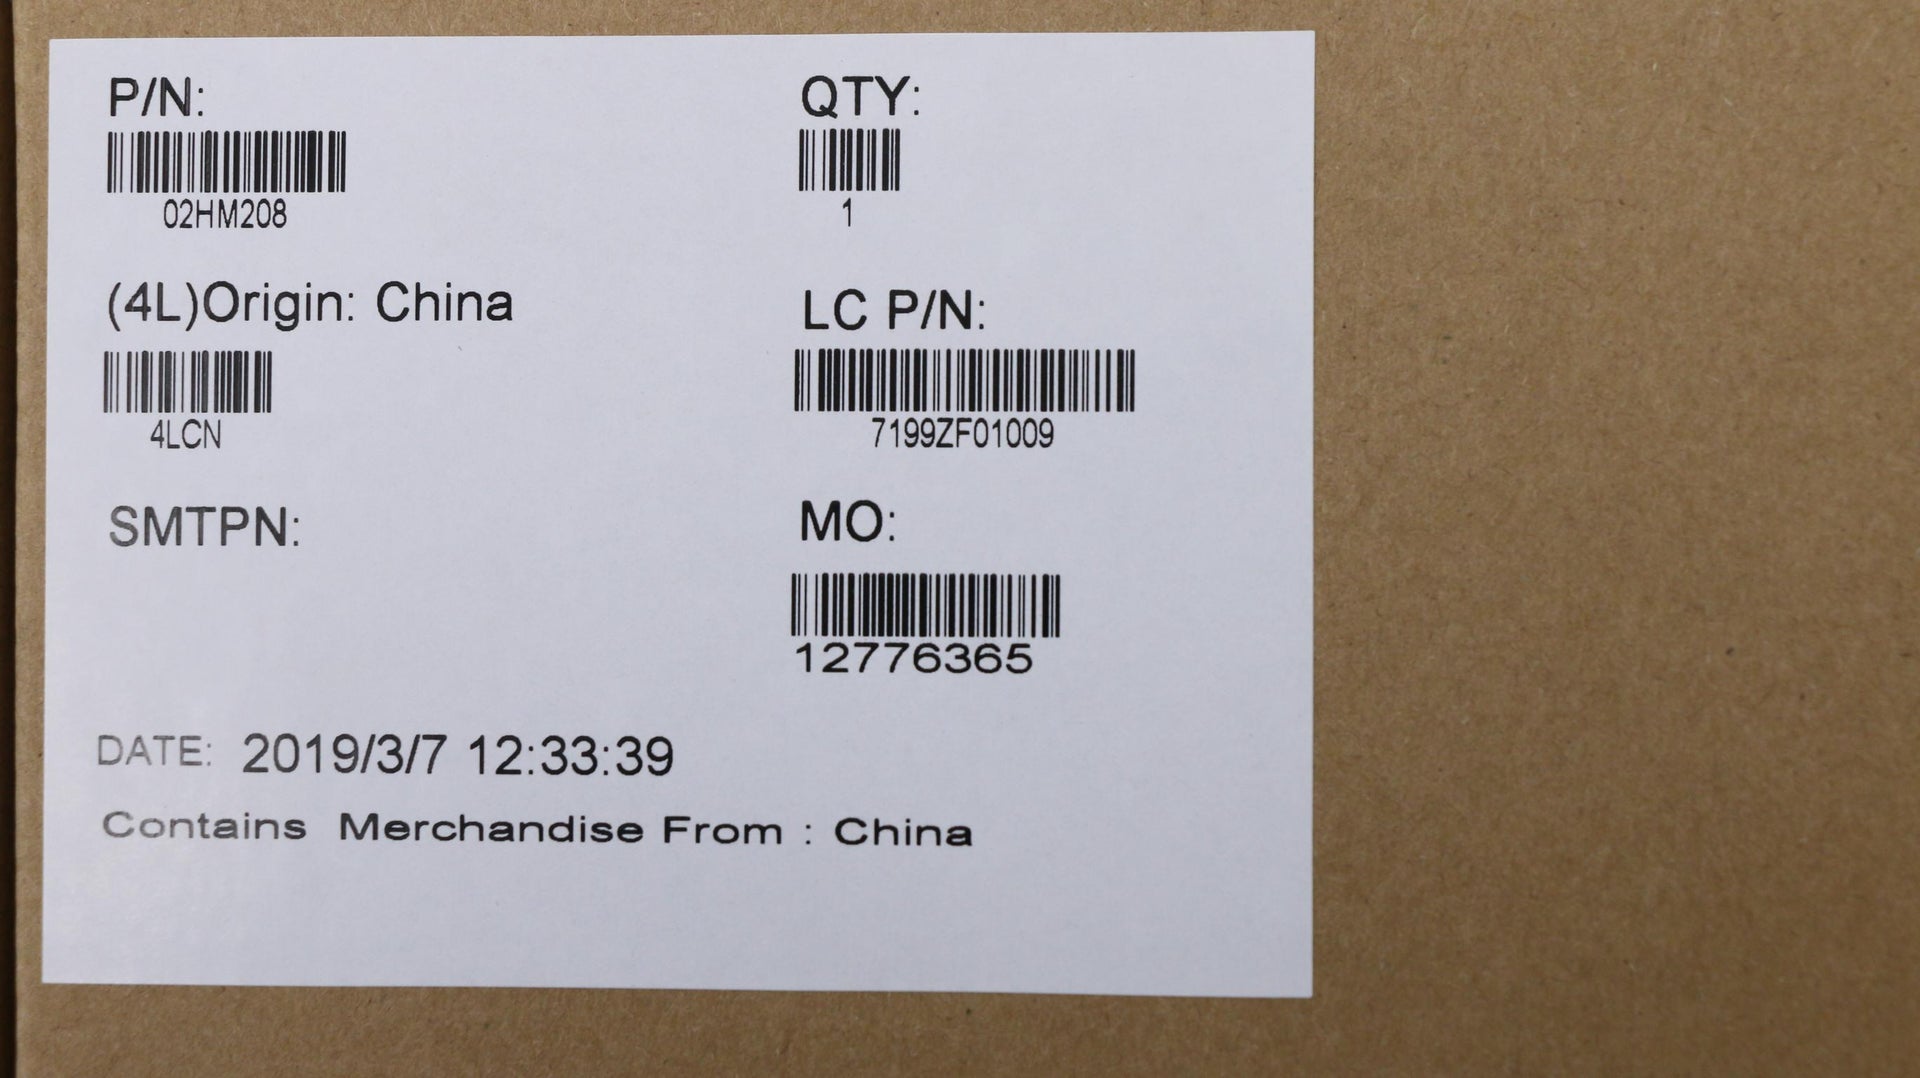 P/N:
02HM208
QTY:
1
(4L)Origin: China
4LCN
LC P/N:
7199ZF01009
SMTPN:
MO:
12776365
DATE: 2019/3/7 12:33:39
Contains Merchandise From : China